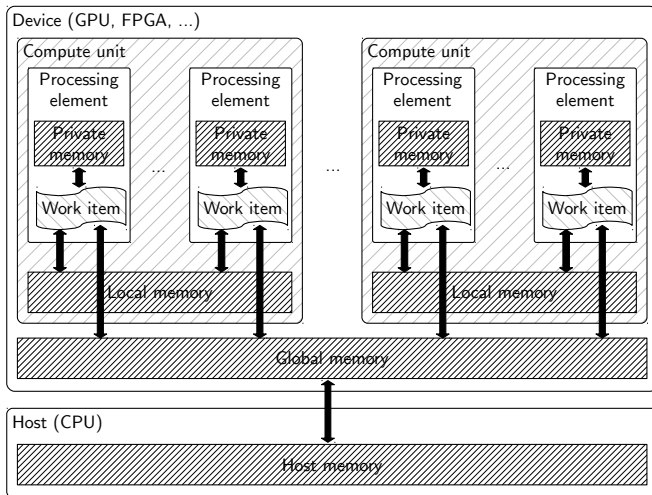 Device (GPU, FPGA, ...)
Compute unit
Processing
element
Private
memory
Work item
...
Processing
element
Private
memory
Work item
Local memory
...
Compute unit
Processing
element
Private
memory
Work item
...
Processing
element
Private
memory
Work item
Local memory
Global memory
Host (CPU)
Host memory